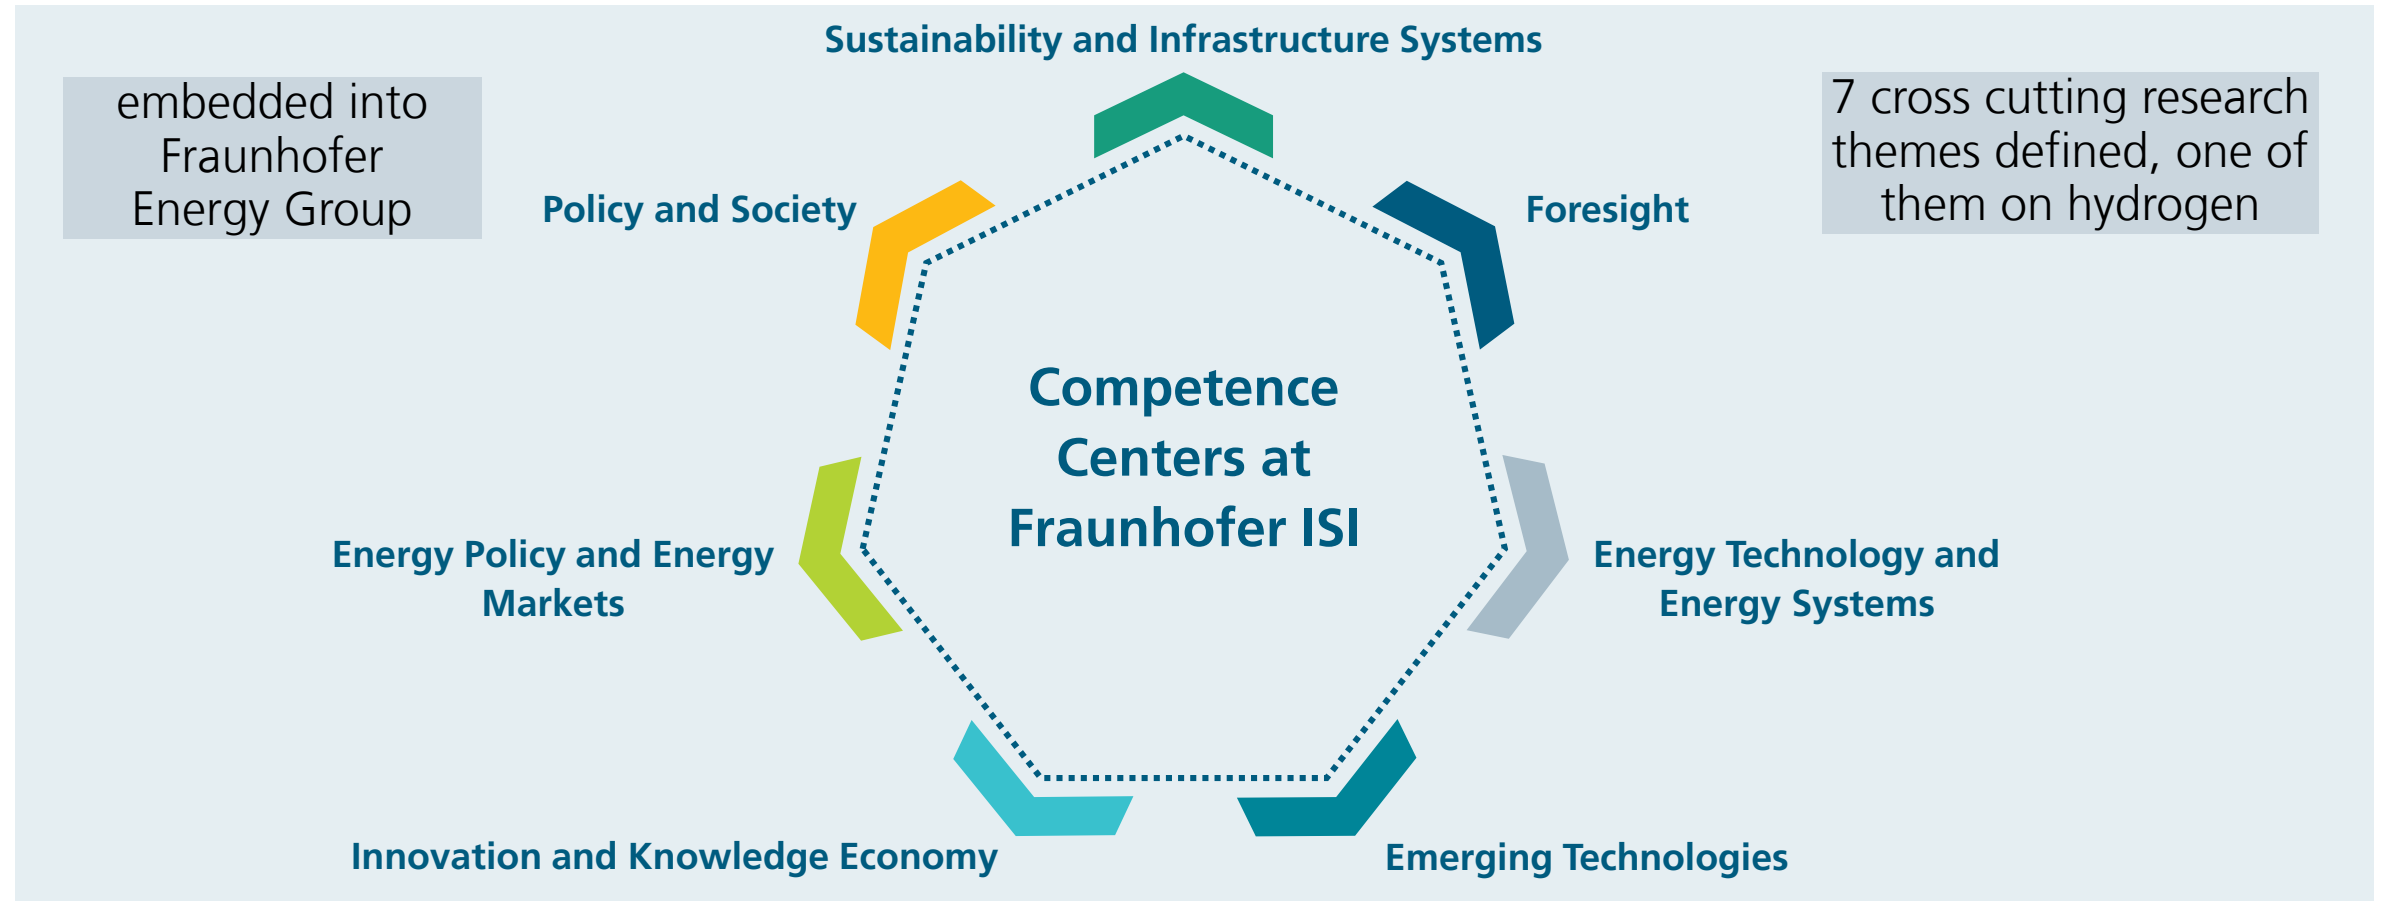 Sustainability and Infrastructure Systems
embedded into
Fraunhofer
Energy Group
7 cross cutting research
themes defined, one of
them on hydrogen
Policy and Society
Foresight
Competence
Centers at
Fraunhofer ISI
Energy Policy and Energy
Markets
Energy Technology and
Energy Systems
Innovation and Knowledge Economy
Emerging Technologies